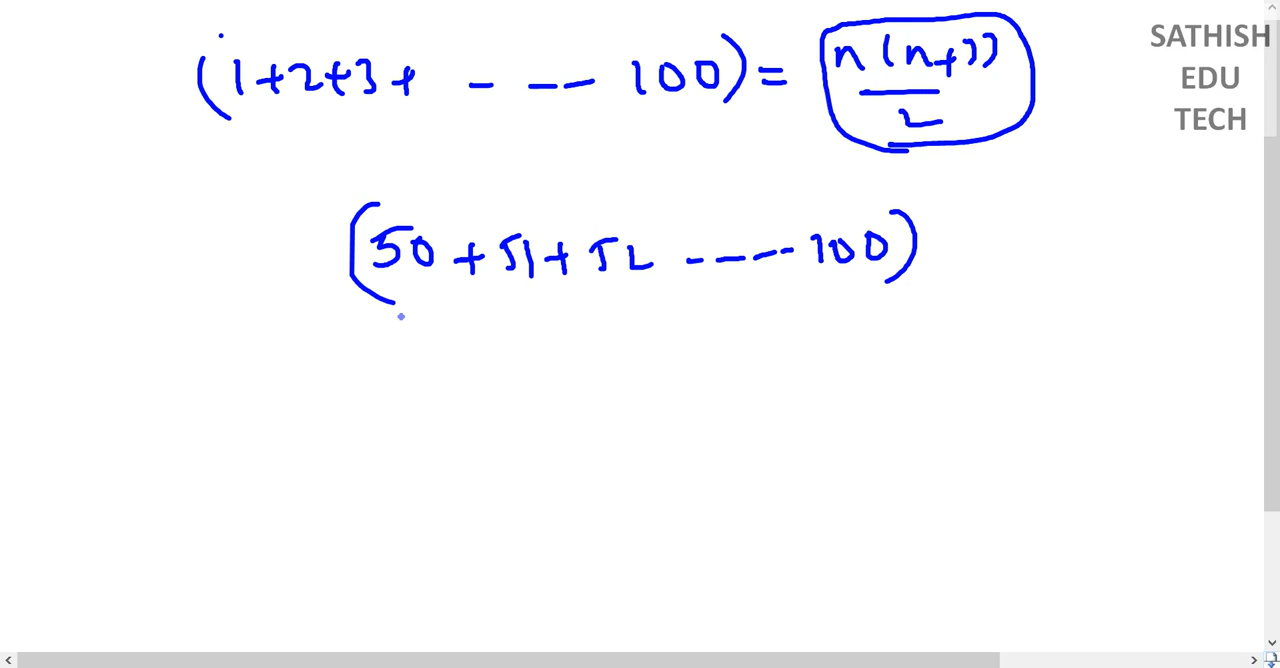 (1+2+3+ - -- - 100) = n(n+1)/2
SATHISH
EDU
TECH
(50 + 51 + 52 ----- 100)